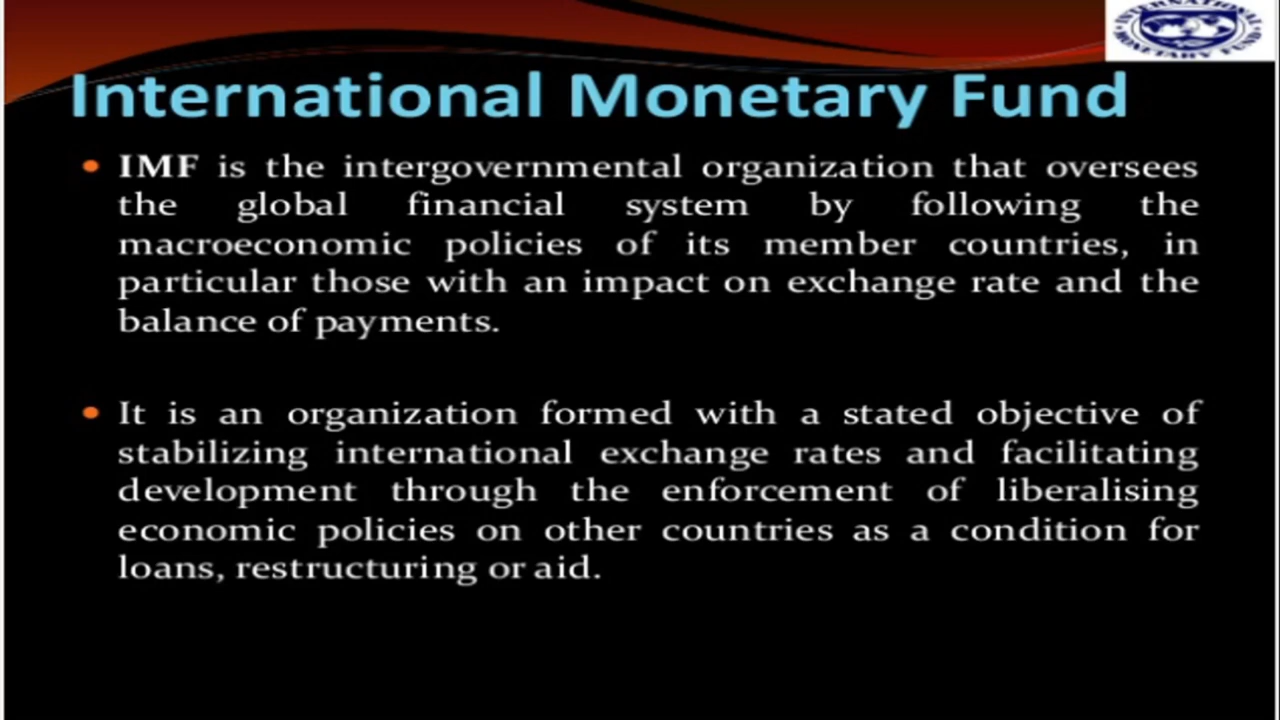 INTERNATIONAL
MONETARY FUND
International Monetary Fund
• IMF is the intergovernmental organization that oversees
the global financial system by following the
macroeconomic policies of its member countries, in
particular those with an impact on exchange rate and the
balance of payments.
• It is an organization formed with a stated objective of
stabilizing international exchange rates and facilitating
development through the enforcement of liberalising
economic policies on other countries as a condition for
loans, restructuring or aid.